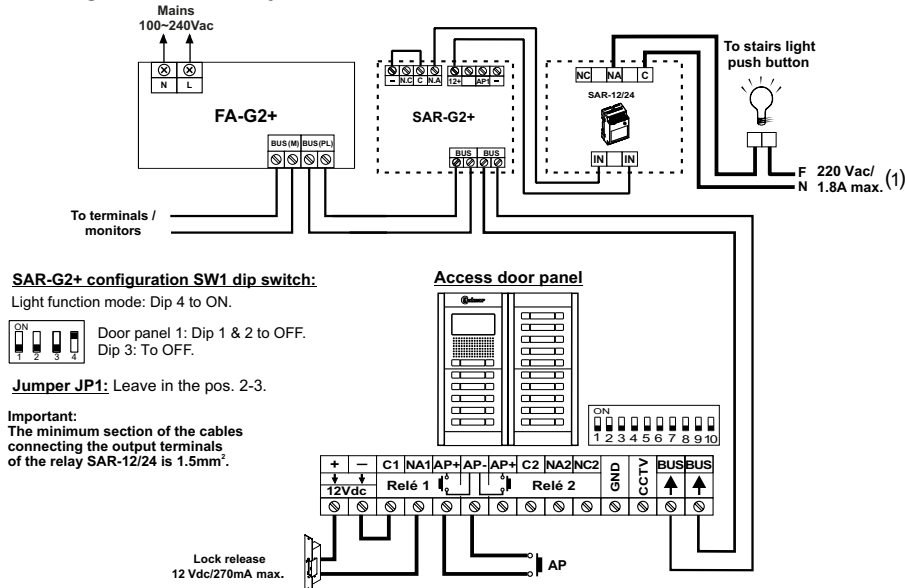 Mains
100~240Vac
N L
FA-G2+
BUS(M) BUS(PL)
To terminals /
monitors
– N.C C N.A 12+ AP1 –
SAR-G2+
BUS BUS
NC NA C
SAR-12/24
IN IN
To stairs light
push button
F 220 Vac/
N 1.8A max. (1)
SAR-G2+ configuration SW1 dip switch:
Light function mode: Dip 4 to ON.
ON
1 2 3 4
Door panel 1: Dip 1 & 2 to OFF.
Dip 3: To OFF.
Jumper JP1: Leave in the pos. 2-3.
Important:
The minimum section of the cables
connecting the output terminals
of the relay SAR-12/24 is 1.5mm².
Access door panel
ON
1 2 3 4 5 6 7 8 9 10
+ – C1 NA1 AP+ AP- AP+ C2 NA2 NC2 GND CCTV BUS BUS
12Vdc Relé 1 Relé 2
Lock release
12 Vdc/270mA max.
AP